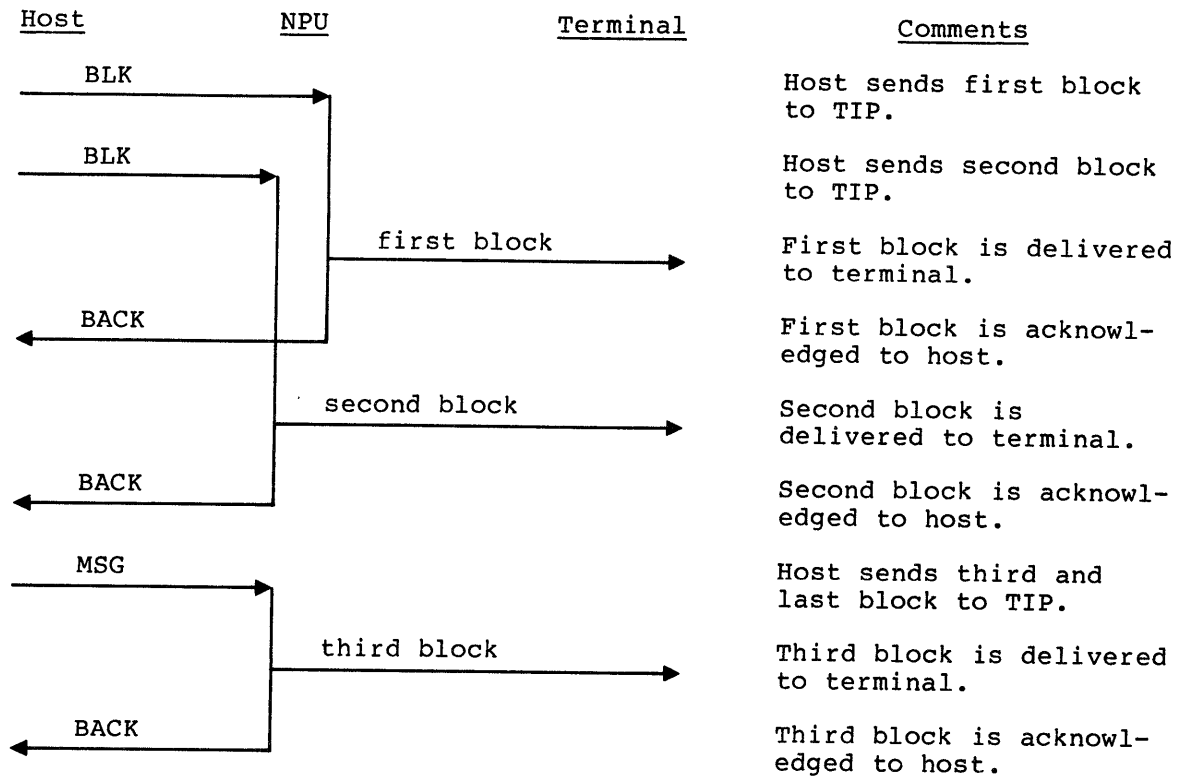 Host NPU Terminal Comments
BLK
Host sends first block
to TIP.
BLK
Host sends second block
to TIP.
first block
First block is delivered
to terminal.
BACK
First block is acknowl-
edged to host.
second block
Second block is
delivered to terminal.
BACK
Second block is acknowl-
edged to host.
MSG
Host sends third and
last block to TIP.
third block
Third block is delivered
to terminal.
BACK
Third block is acknowl-
edged to host.